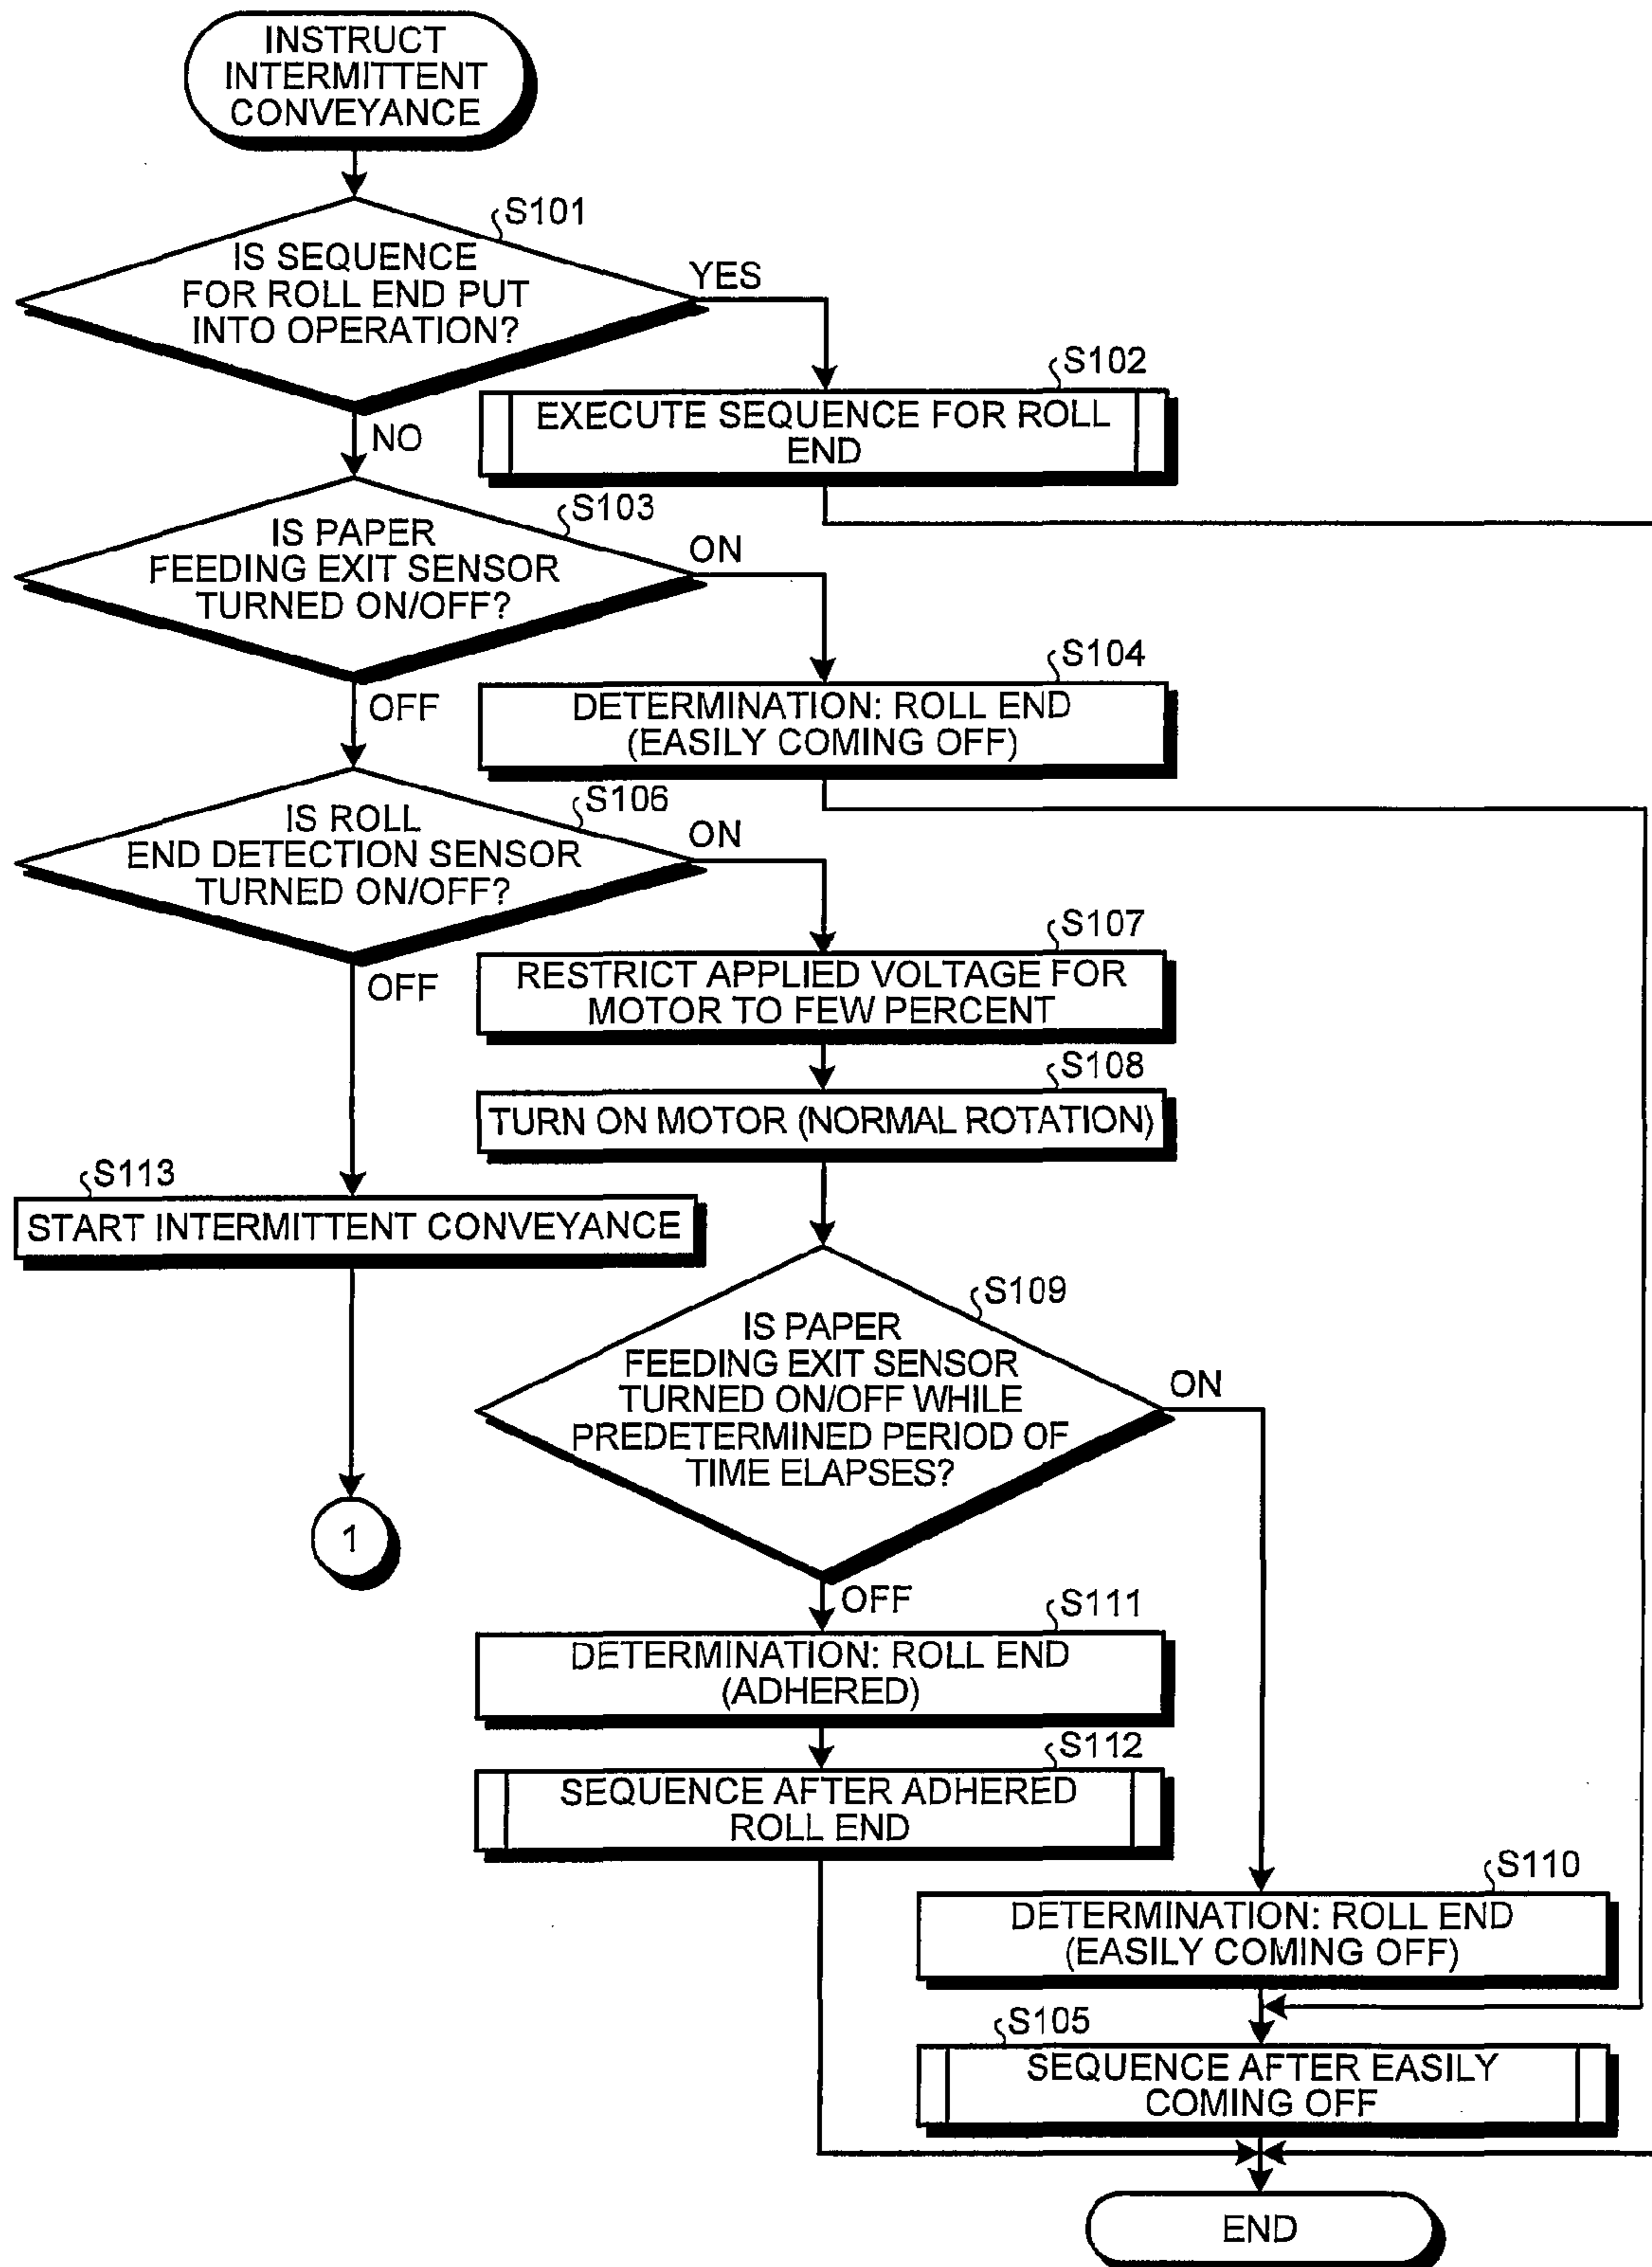 INSTRUCT
INTERMITTENT
CONVEYANCE
S101
IS SEQUENCE
FOR ROLL END PUT
INTO OPERATION?
YES
S102
EXECUTE SEQUENCE FOR ROLL
END
NO
S103
IS PAPER
FEEDING EXIT SENSOR
TURNED ON/OFF?
ON
S104
DETERMINATION: ROLL END
(EASILY COMING OFF)
OFF
S106
IS ROLL
END DETECTION SENSOR
TURNED ON/OFF?
ON
S107
RESTRICT APPLIED VOLTAGE FOR
MOTOR TO FEW PERCENT
OFF
S108
TURN ON MOTOR (NORMAL ROTATION)
S113
START INTERMITTENT CONVEYANCE
S109
IS PAPER
FEEDING EXIT SENSOR
TURNED ON/OFF WHILE
PREDETERMINED PERIOD OF
TIME ELAPSES?
ON
1
OFF
S111
DETERMINATION: ROLL END
(ADHERED)
S112
SEQUENCE AFTER ADHERED
ROLL END
S110
DETERMINATION: ROLL END
(EASILY COMING OFF)
S105
SEQUENCE AFTER EASILY
COMING OFF
END